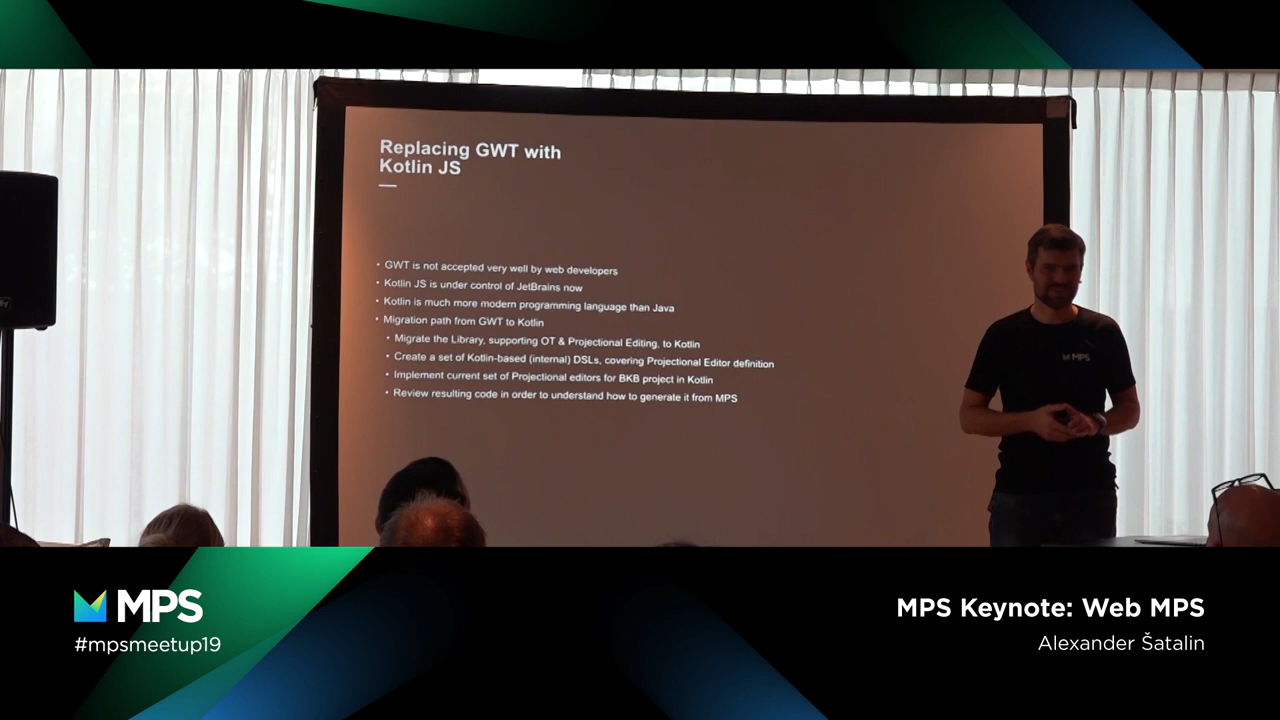 Replacing GWT with
Kotlin JS
• GWT is not accepted very well by web developers
• Kotlin JS is under control of JetBrains now
• Kotlin is much more modern programming language than Java
• Migration path from GWT to Kotlin
• Migrate the Library, supporting OT & Projectional Editing, to Kotlin
• Create a set of Kotlin-based (internal) DSLs, covering Projectional Editor definition
• Implement current set of Projectional editors for BKB project in Kotlin
• Review resulting code in order to understand how to generate it from MPS
MPS
MPS
#mpsmeetup19
MPS Keynote: Web MPS
Alexander Šatalin